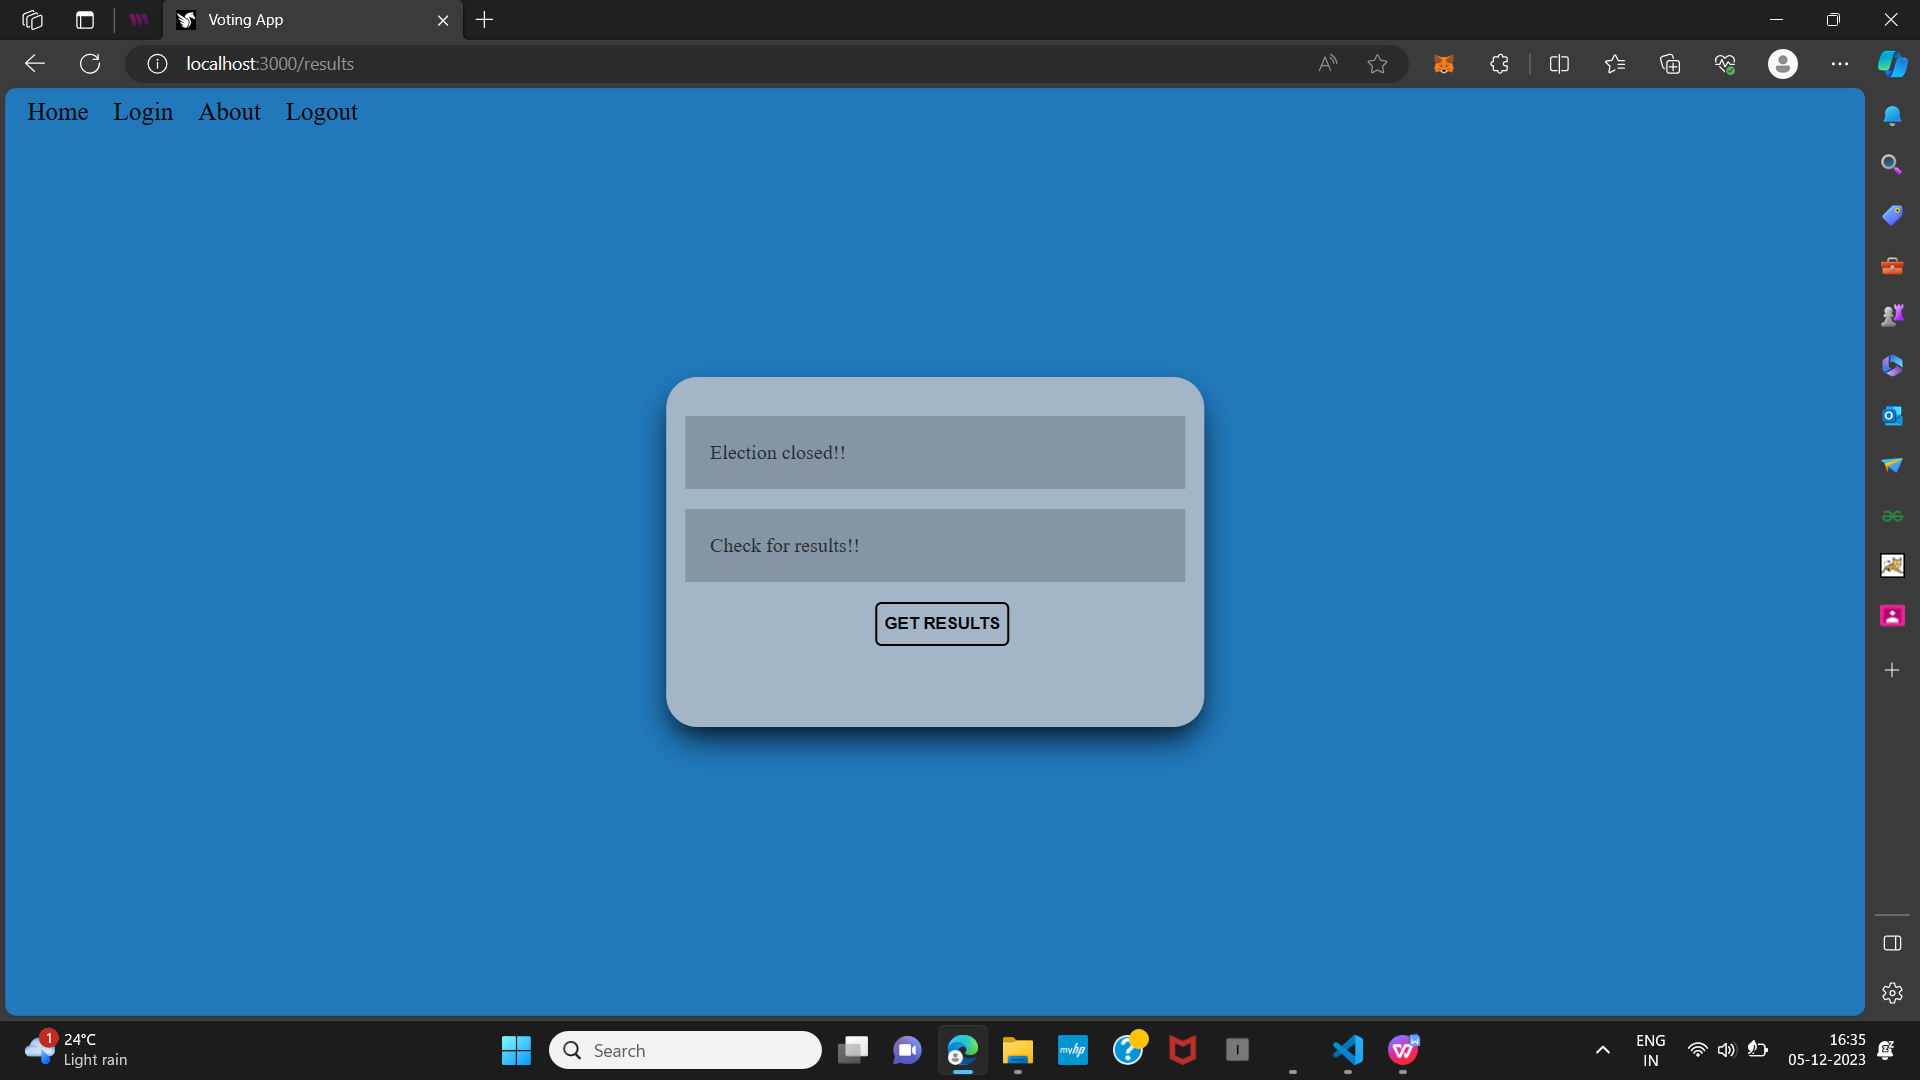 Voting App
localhost:3000/results
Home Login About Logout
Election closed!!
Check for results!!
GET RESULTS
1
24°C
Light rain
Search
myhp
ENG
IN
16:35
05-12-2023